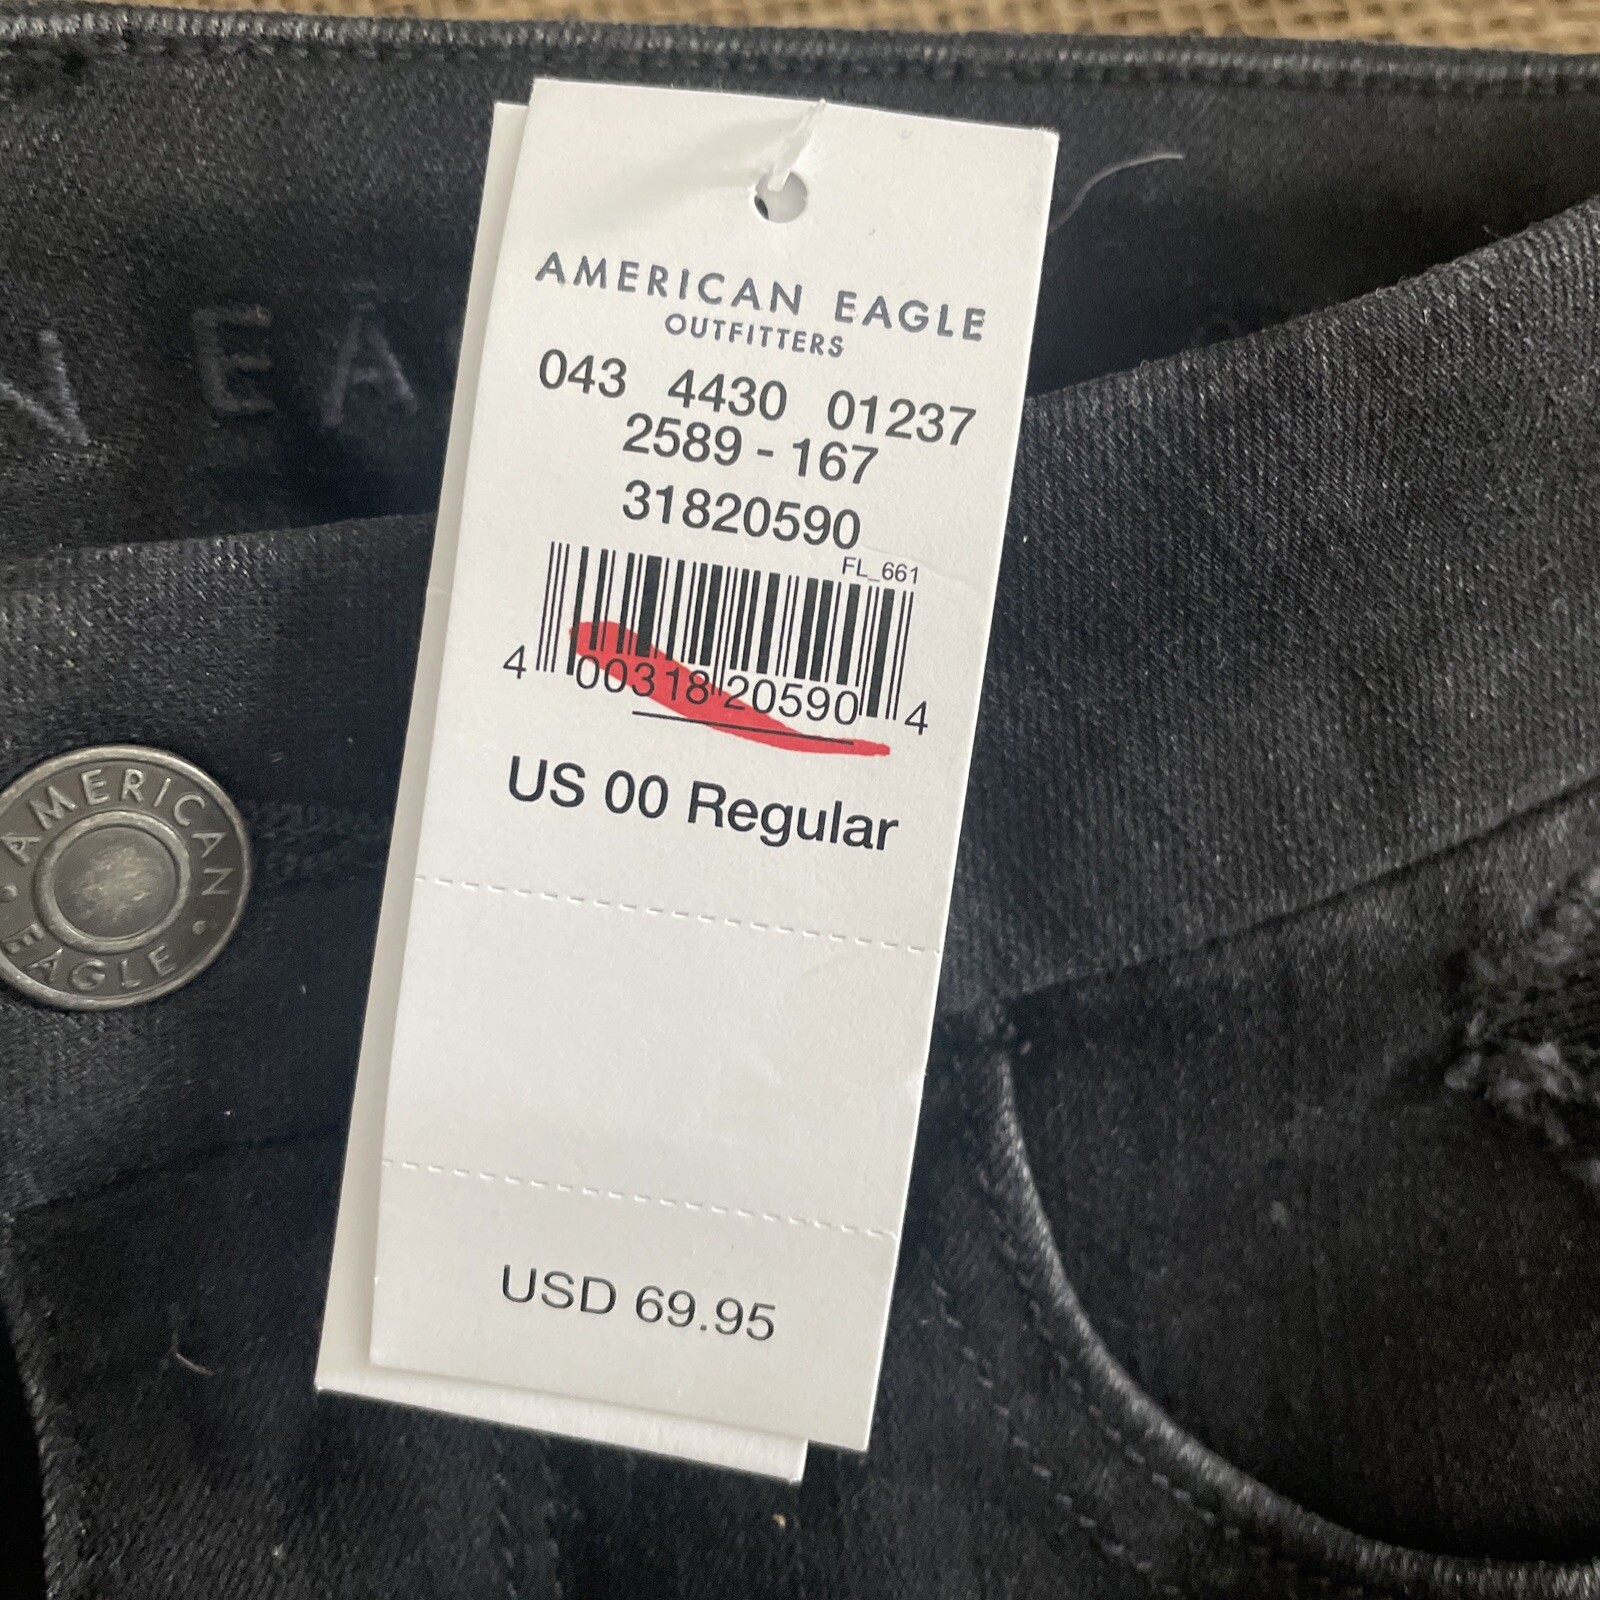 AMERICAN EAGLE
OUTFITTERS
043 4430 01237
2589 - 167
31820590
FL_661
4 00318 20590 4
US 00 Regular
USD 69.95
N EA
AMERICAN
EAGLE